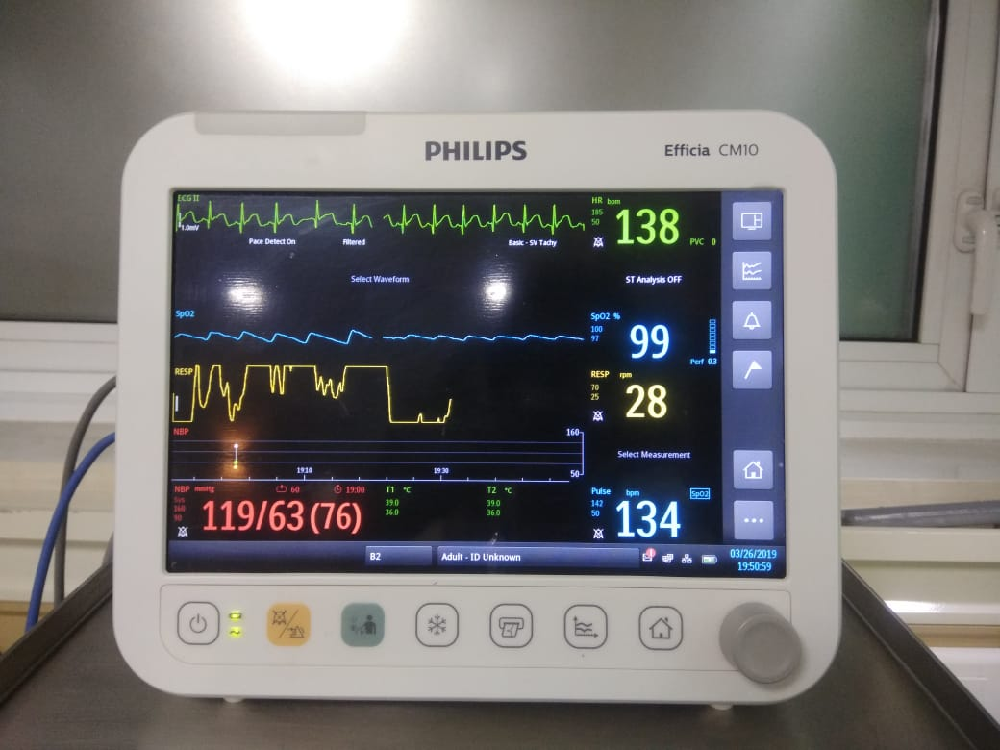 PHILIPS
Efficia CM10
ECG II
1.0mV
Pace Detect On Filtered Basic - SV Tachy
HR bpm
185
50
138
PVC 0
Select Waveform
ST Analysis OFF
SpO2
SpO2 %
100
97
99
Perf 0.3
RESP
RESP rpm
70
25
28
NBP
160
50
19:10 19:30
Select Measurement
NBP mmHg 60 19:00
Sys
160
90
119/63 (76)
T1 °C
39.0
36.0
T2 °C
39.0
36.0
Pulse bpm SpO2
142
50
134
B2
Adult - ID Unknown
03/26/2019
19:50:59